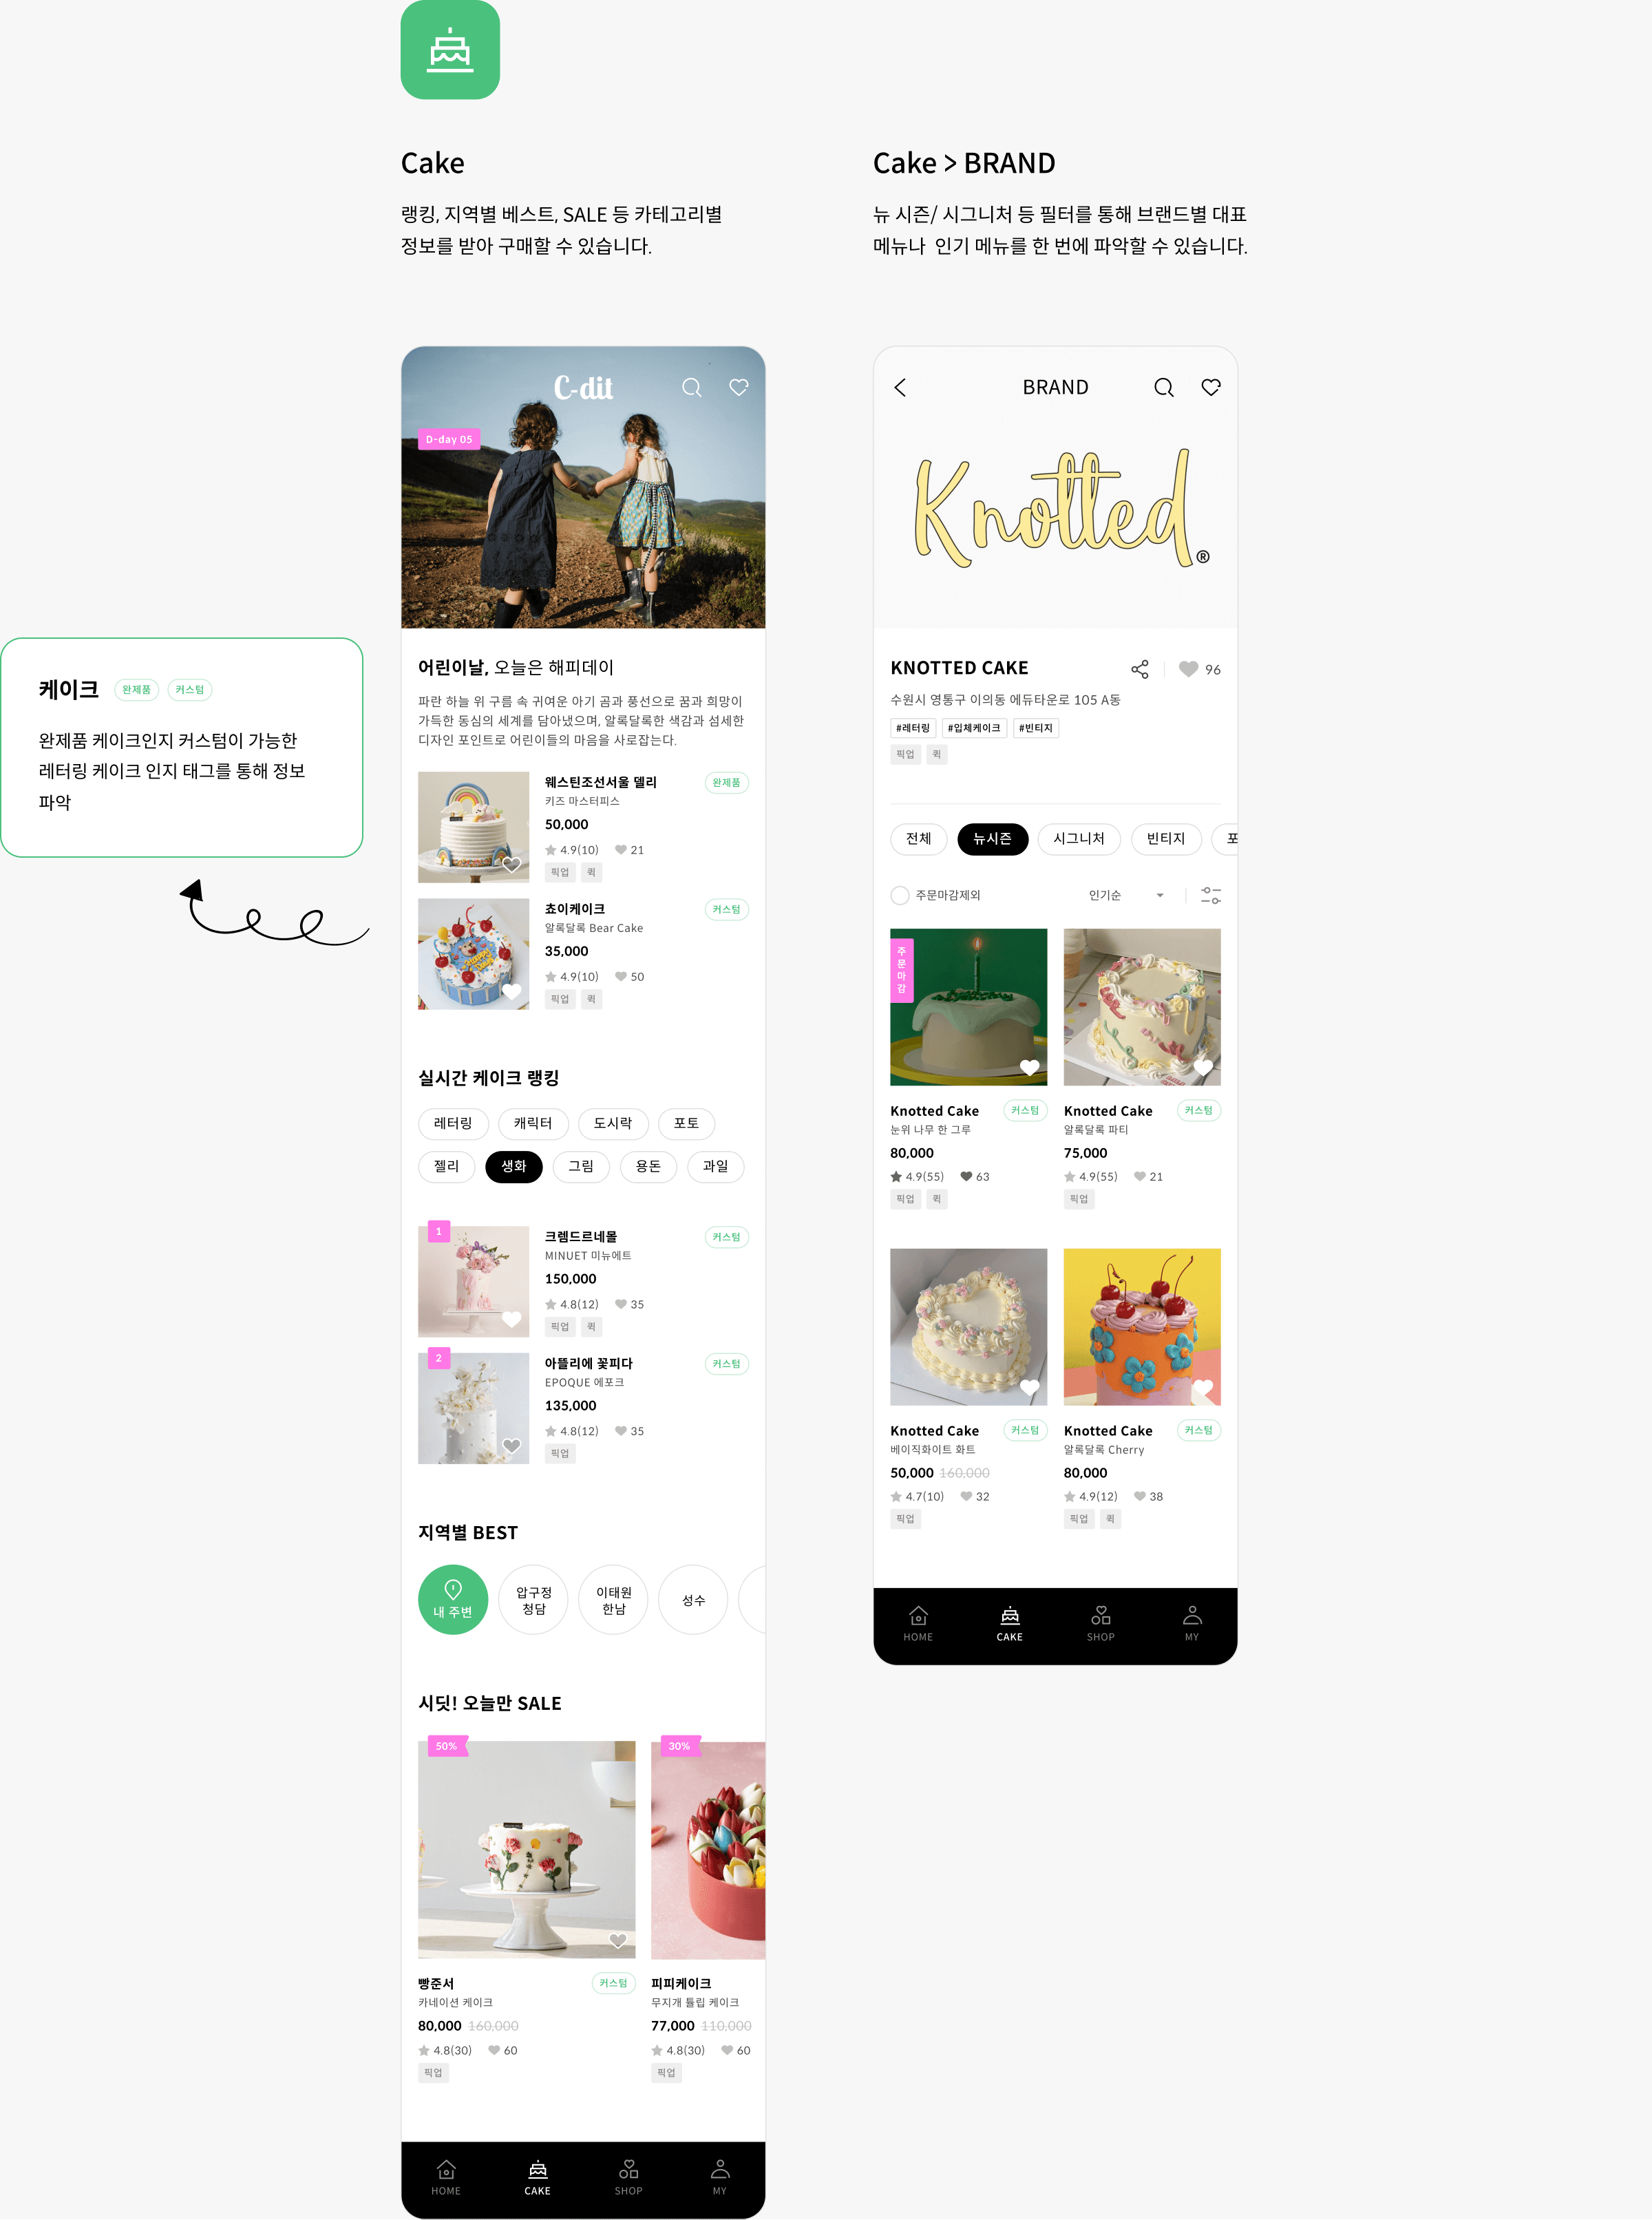 Cake
랭킹, 지역별 베스트, SALE 등 카테고리별
정보를 받아 구매할 수 있습니다.
Cake > BRAND
뉴 시즌/ 시그니처 등 필터를 통해 브랜드별 대표
메뉴나 인기 메뉴를 한 번에 파악할 수 있습니다.
케이크 완제품 커스텀
완제품 케이크인지 커스텀이 가능한
레터링 케이크 인지 태그를 통해 정보
파악
C-dit
D-day 05
어린이날, 오늘은 해피데이
파란 하늘 위 구름 속 귀여운 아기 곰과 풍선으로 꿈과 희망이
가득한 동심의 세계를 담아냈으며, 알록달록한 색감과 섬세한
디자인 포인트로 어린이들의 마음을 사로잡는다.
웨스틴조선서울 델리 완제품
키즈 마스터피스
50,000
4.9(10) 21
픽업 퀵
쵸이케이크 커스텀
알록달록 Bear Cake
35,000
4.9(10) 50
픽업 퀵
실시간 케이크 랭킹
레터링 캐릭터 도시락 포토
젤리 생화 그림 용돈 과일
1
크렘드르네몰 커스텀
MINUET 미뉴에트
150,000
4.8(12) 35
픽업 퀵
2
아뜰리에 꽃피다 커스텀
EPOQUE 에포크
135,000
4.8(12) 35
픽업
지역별 BEST
내 주변
압구정
청담
이태원
한남
성수
시딧! 오늘만 SALE
50%
빵준서 커스텀
카네이션 케이크
80,000 160,000
4.8(30) 60
픽업
30%
피피케이크
무지개 튤립 케이크
77,000 110,000
4.8(30) 60
픽업
HOME CAKE SHOP MY
BRAND
Knotted®
KNOTTED CAKE 96
수원시 영통구 이의동 에듀타운로 105 A동
#레터링 #입체케이크 #빈티지
픽업 퀵
전체 뉴시즌 시그니처 빈티지 포
주문마감제외 인기순
주문마감
Knotted Cake 커스텀
눈위 나무 한 그루
80,000
4.9(55) 63
픽업 퀵
Knotted Cake 커스텀
알록달록 파티
75,000
4.9(55) 21
픽업
Knotted Cake 커스텀
베이직화이트 화트
50,000 160,000
4.7(10) 32
픽업
Knotted Cake 커스텀
알록달록 Cherry
80,000
4.9(12) 38
픽업 퀵
HOME CAKE SHOP MY